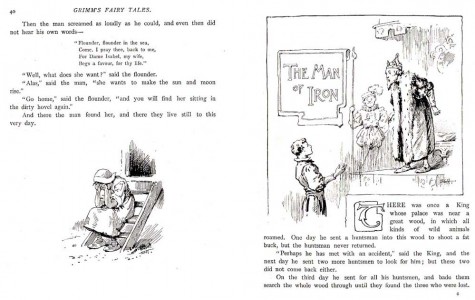 40
GRIMM'S FAIRY TALES.
Then the man screamed as loudly as he could, and even then did
not hear his own words—
"Flounder, flounder in the sea,
Come, I pray thee, back to me,
For Dame Isabel, my wife,
Begs a favour, for thy life."
"Well, what does she want?" said the flounder.
"Alas," said the man, "she wants to make the sun and moon
rise."
"Go home," said the flounder, "and you will find her sitting in
the dirty hovel again."
And there the man found her, and there they live still to this
very day.
THE MAN
OF IRON
THERE was once a King
whose palace was near a
great wood, in which all
kinds of wild animals
roamed. One day he sent a huntsman into this wood to shoot a fat
buck, but the huntsman never returned.
"Perhaps he has met with an accident," said the King, and the
next day he sent two more huntsmen to look for him; but these two
did not come back either.
On the third day he sent for all his huntsmen, and bade them
search the whole wood through until they found the three who were lost.